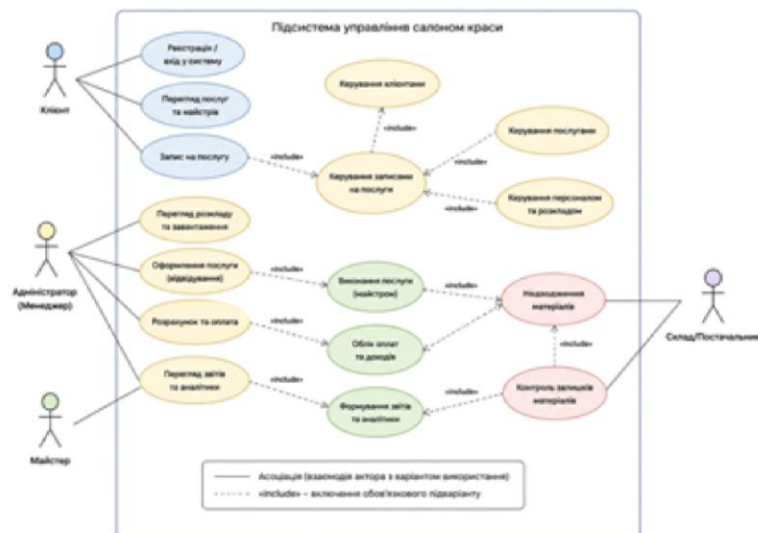 Підсистема управління салоном краси
Клієнт
Реєстрація /
вхід у систему
Перегляд послуг
та майстрів
Запис на послугу
«include»
Керування клієнтами
«include»
Керування записами
на послуги
«include»
Керування послугами
«include»
Керування персоналом
та розкладом
Адміністратор
(Менеджер)
Перегляд розкладу
та завантаження
Оформлення послуги
(відвідування)
«include»
Виконання послуги
(майстром)
«include»
Надходження
матеріалів
Склад/Постачальник
Розрахунок та оплата
«include»
Облік оплат
та доходів
«include»
«include»
Перегляд звітів
та аналітики
«include»
Формування звітів
та аналітики
«include»
Контроль залишків
матеріалів
Майстер
Асоціація (взаємодія актора з варіантом використання)
«include» – включення обов'язкового підваріанту